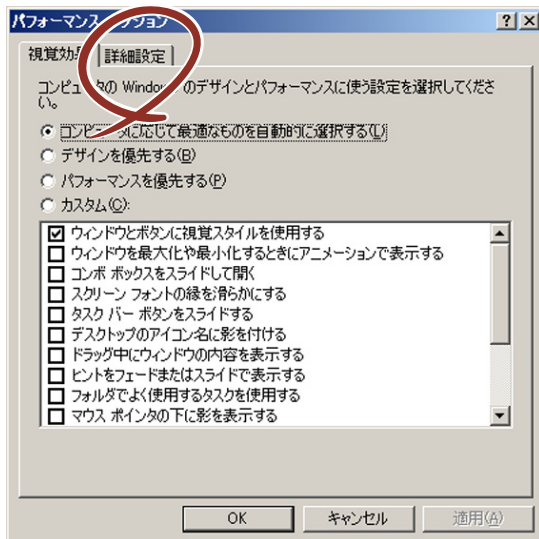 パフォーマンス オプション
視覚効果 詳細設定
コンピュータの Windows のデザインとパフォーマンスに使う設定を選択してくださ
い。
コンピュータに応じて最適なものを自動的に選択する(L)
デザインを優先する(B)
パフォーマンスを優先する(P)
カスタム(C):
ウィンドウとボタンに視覚スタイルを使用する
ウィンドウを最大化や最小化するときにアニメーションで表示する
コンボ ボックスをスライドして開く
スクリーン フォントの縁を滑らかにする
タスク バー ボタンをスライドする
デスクトップのアイコン名に影を付ける
ドラッグ中にウィンドウの内容を表示する
ヒントをフェードまたはスライドで表示する
フォルダでよく使用するタスクを使用する
マウス ポインタの下に影を表示する
OK キャンセル 適用(A)